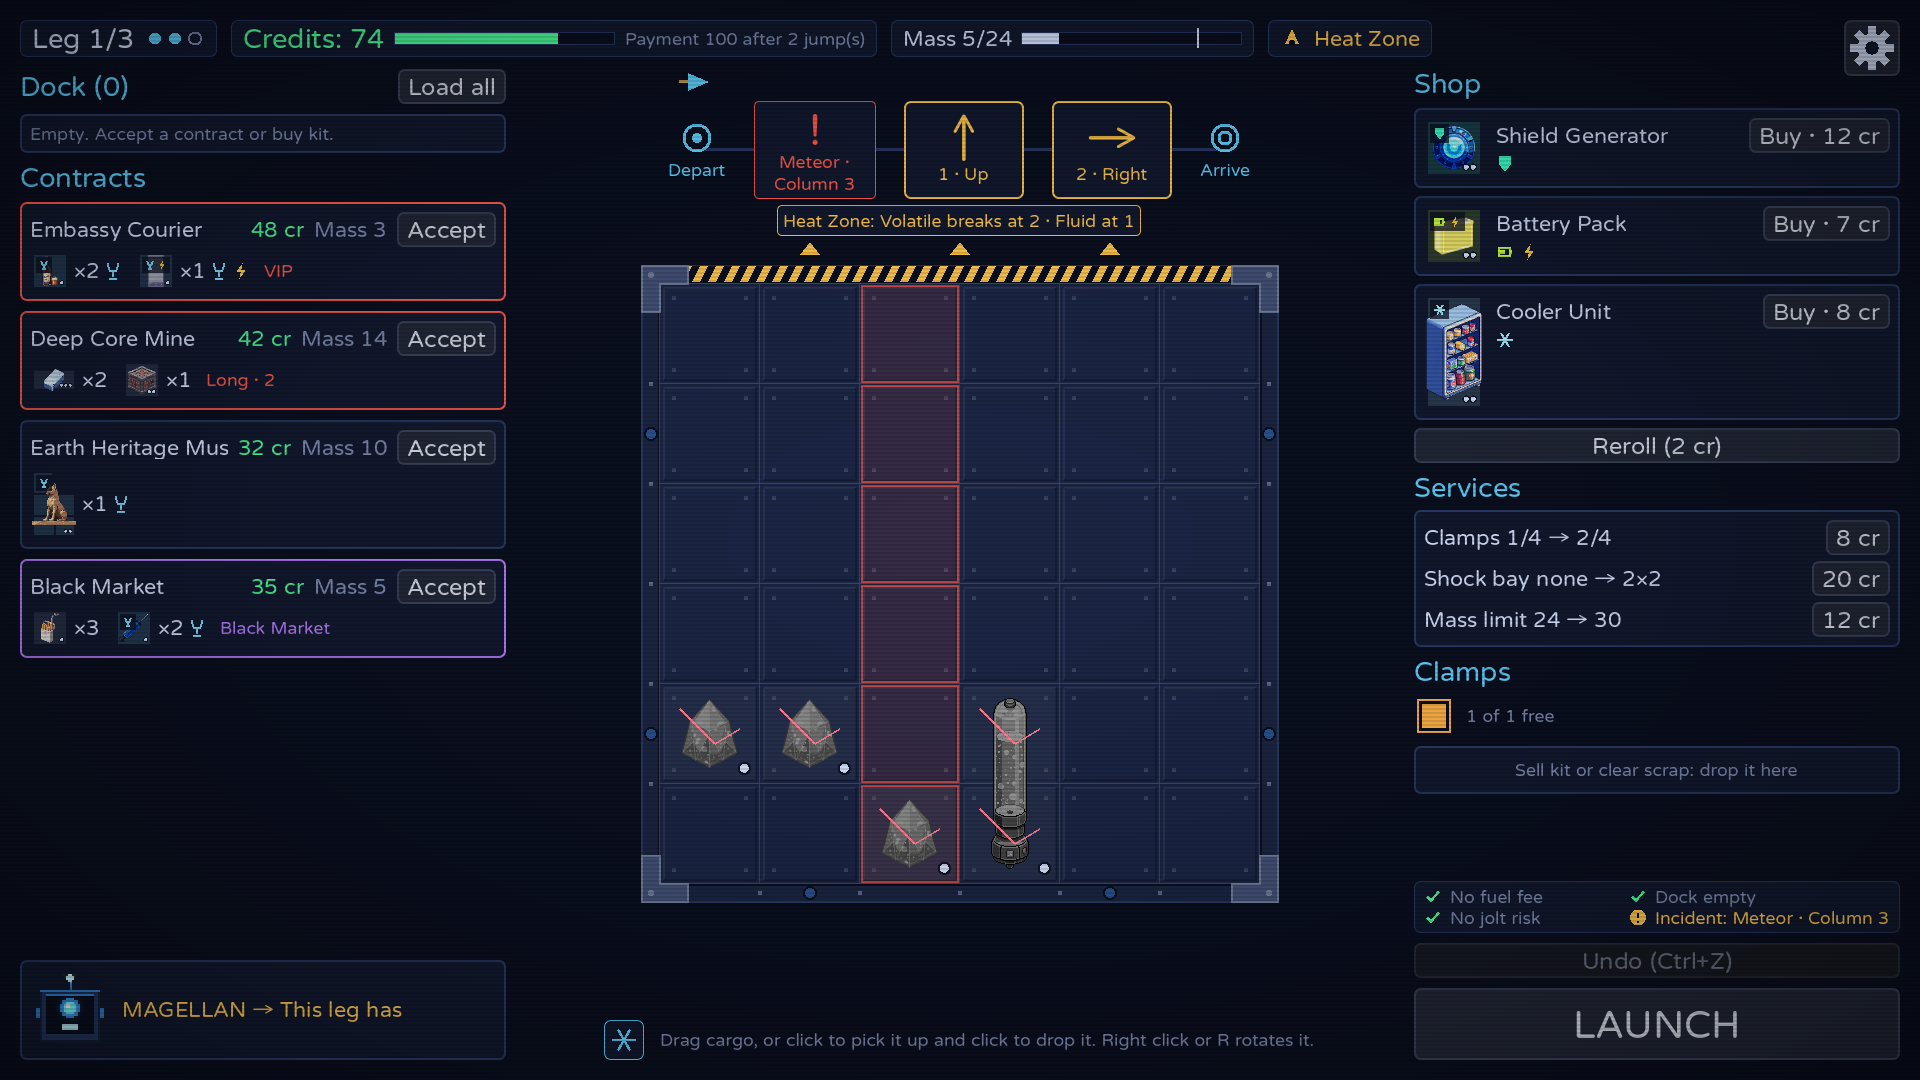 Leg 1/3
Credits: 74
Payment 100 after 2 jump(s)
Mass 5/24
Heat Zone
Dock (0)
Load all
Empty. Accept a contract or buy kit.
Contracts
Embassy Courier 48 cr Mass 3 Accept
×2 ×1 VIP
Deep Core Mine 42 cr Mass 14 Accept
×2 ×1 Long · 2
Earth Heritage Mus 32 cr Mass 10 Accept
×1
Black Market 35 cr Mass 5 Accept
×3 ×2 Black Market
MAGELLAN → This leg has
Depart
Meteor ·
Column 3
1 · Up
2 · Right
Arrive
Heat Zone: Volatile breaks at 2 · Fluid at 1
Drag cargo, or click to pick it up and click to drop it. Right click or R rotates it.
Shop
Shield Generator
Buy · 12 cr
Battery Pack
Buy · 7 cr
Cooler Unit
Buy · 8 cr
Reroll (2 cr)
Services
Clamps 1/4 → 2/4 8 cr
Shock bay none → 2×2 20 cr
Mass limit 24 → 30 12 cr
Clamps
1 of 1 free
Sell kit or clear scrap: drop it here
No fuel fee
Dock empty
No jolt risk
Incident: Meteor · Column 3
Undo (Ctrl+Z)
LAUNCH